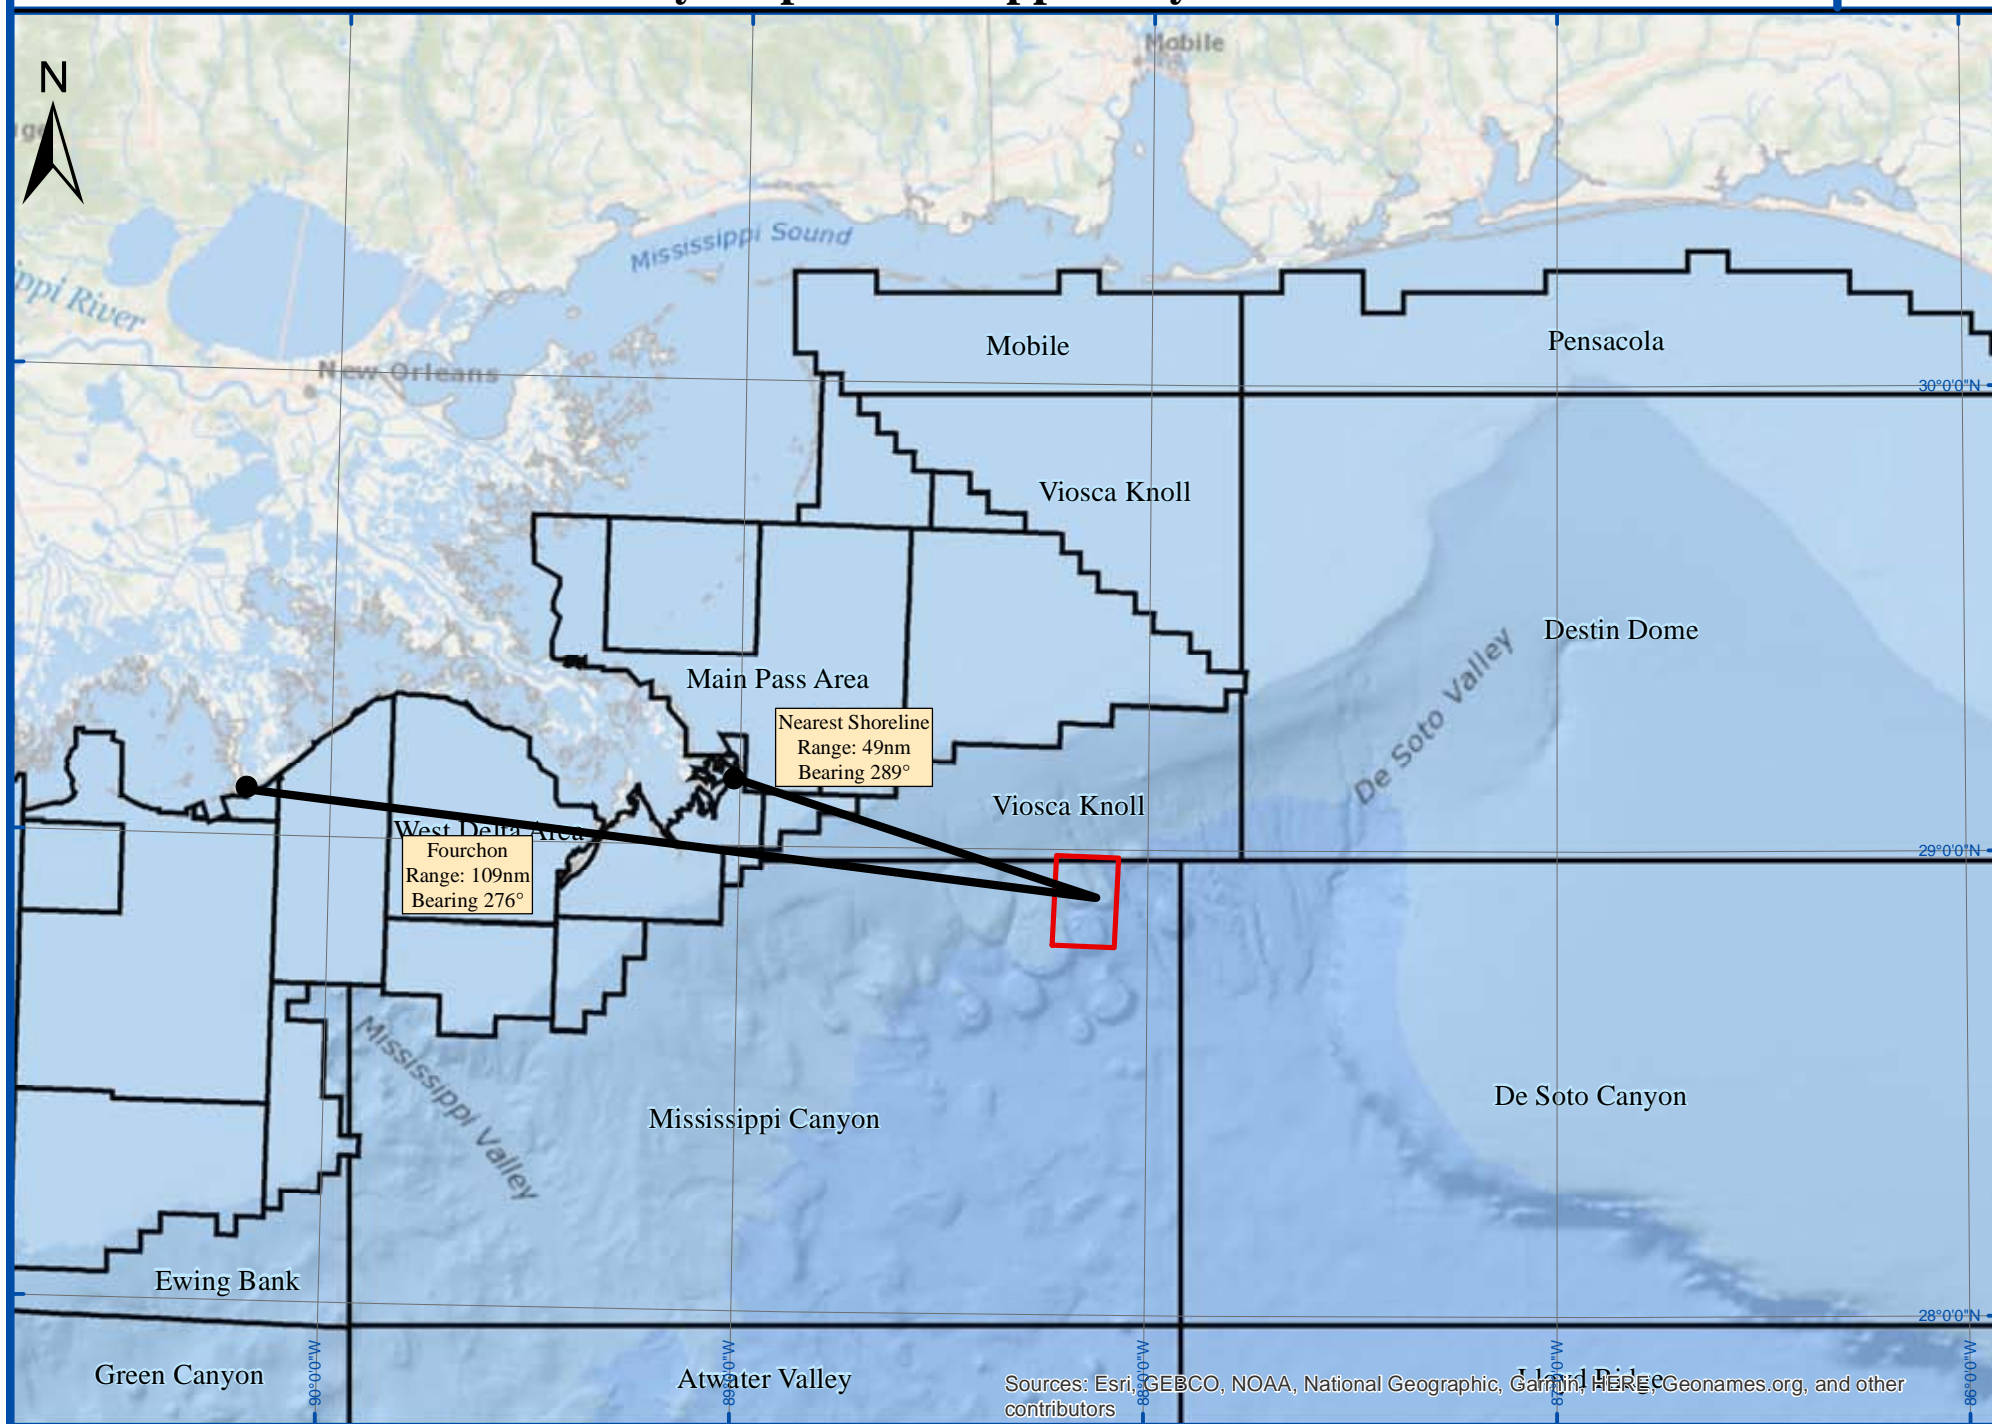 N
Mobile
Mississippi Sound
ippi River
New Orleans
Mobile
Pensacola
30°0'0"N
Viosca Knoll
Destin Dome
De Soto Valley
Main Pass Area
Nearest Shoreline
Range: 49nm
Bearing 289°
Viosca Knoll
West Delta Area
Fourchon
Range: 109nm
Bearing 276°
29°0'0"N
Mississippi Valley
Mississippi Canyon
De Soto Canyon
Ewing Bank
28°0'0"N
Green Canyon
Atwater Valley
Lloyd Ridge
90°0'0"W
89°0'0"W
88°0'0"W
87°0'0"W
86°0'0"W
Sources: Esri, GEBCO, NOAA, National Geographic, Garmin, HERE, Geonames.org, and other
contributors